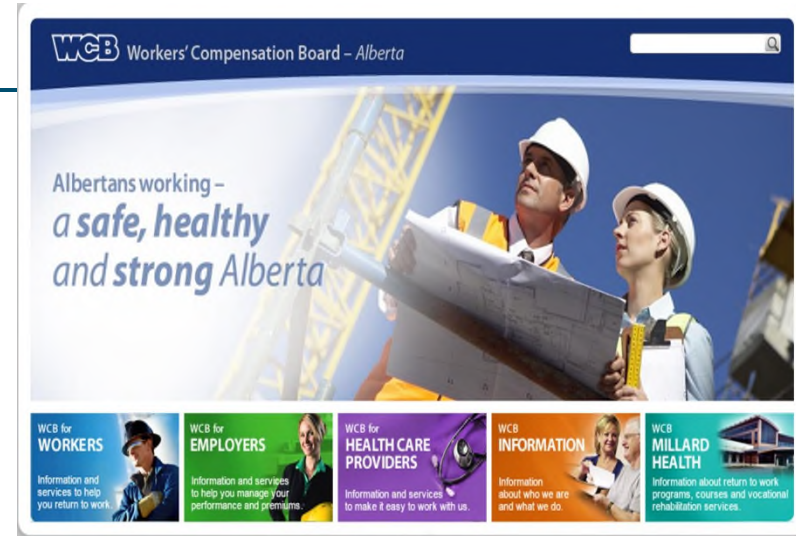 WCB Workers' Compensation Board – Alberta
Albertans working –
a safe, healthy
and strong Alberta
WCB for
WORKERS
Information and
services to help
you return to work.
WCB for
EMPLOYERS
Information and services
to help you manage your
performance and premiums.
WCB for
HEALTH CARE
PROVIDERS
Information and services
to make it easy to work with us.
WCB
INFORMATION
Information
about who we are
and what we do.
WCB
MILLARD
HEALTH
Information about return to work
programs, courses and vocational
rehabilitation services.